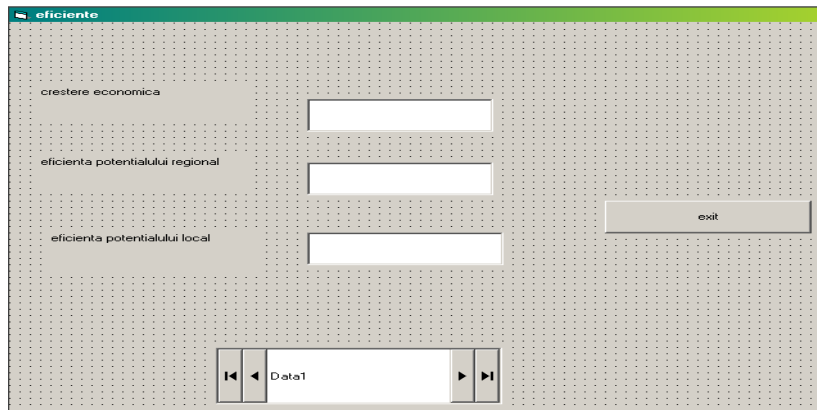 eficiente
crestere economica
eficienta potentialului regional
exit
eficienta potentialului local
Data1